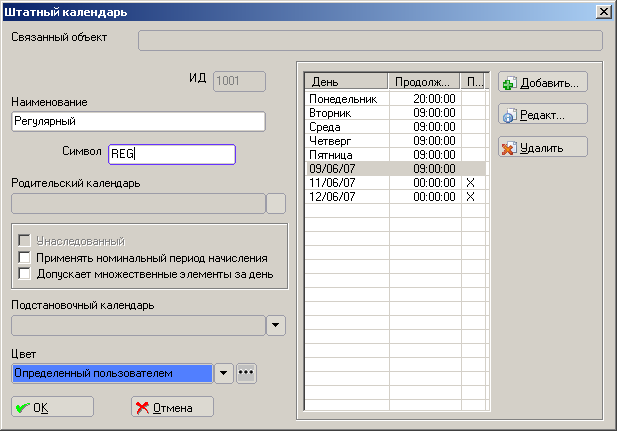 Штатный календарь
Связанный объект
ИД 1001
Наименование
Регулярный
Символ REG
Родительский календарь
Унаследованный
Применять номинальный период начисления
Допускает множественные элементы за день
Подстановочный календарь
Цвет
Определенный пользователем
OK Отмена
День Продолж... П...
Понедельник 20:00:00
Вторник 09:00:00
Среда 09:00:00
Четверг 09:00:00
Пятница 09:00:00
09/06/07 09:00:00
11/06/07 00:00:00 X
12/06/07 00:00:00 X
Добавить...
Редакт...
Удалить